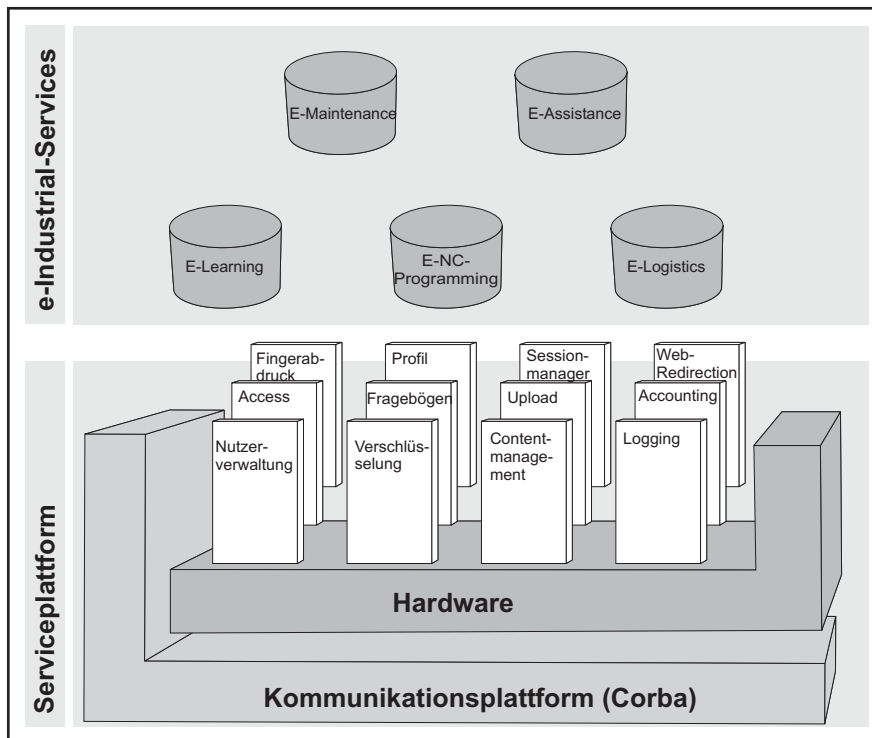 e-Industrial-Services
E-Maintenance
E-Assistance
E-Learning
E-NC-
Programming
E-Logistics
Serviceplattform
Fingerab-
druck
Profil
Session-
manager
Web-
Redirection
Access
Fragebögen
Upload
Accounting
Nutzer-
verwaltung
Verschlüs-
selung
Content-
manage-
ment
Logging
Hardware
Kommunikationsplattform (Corba)